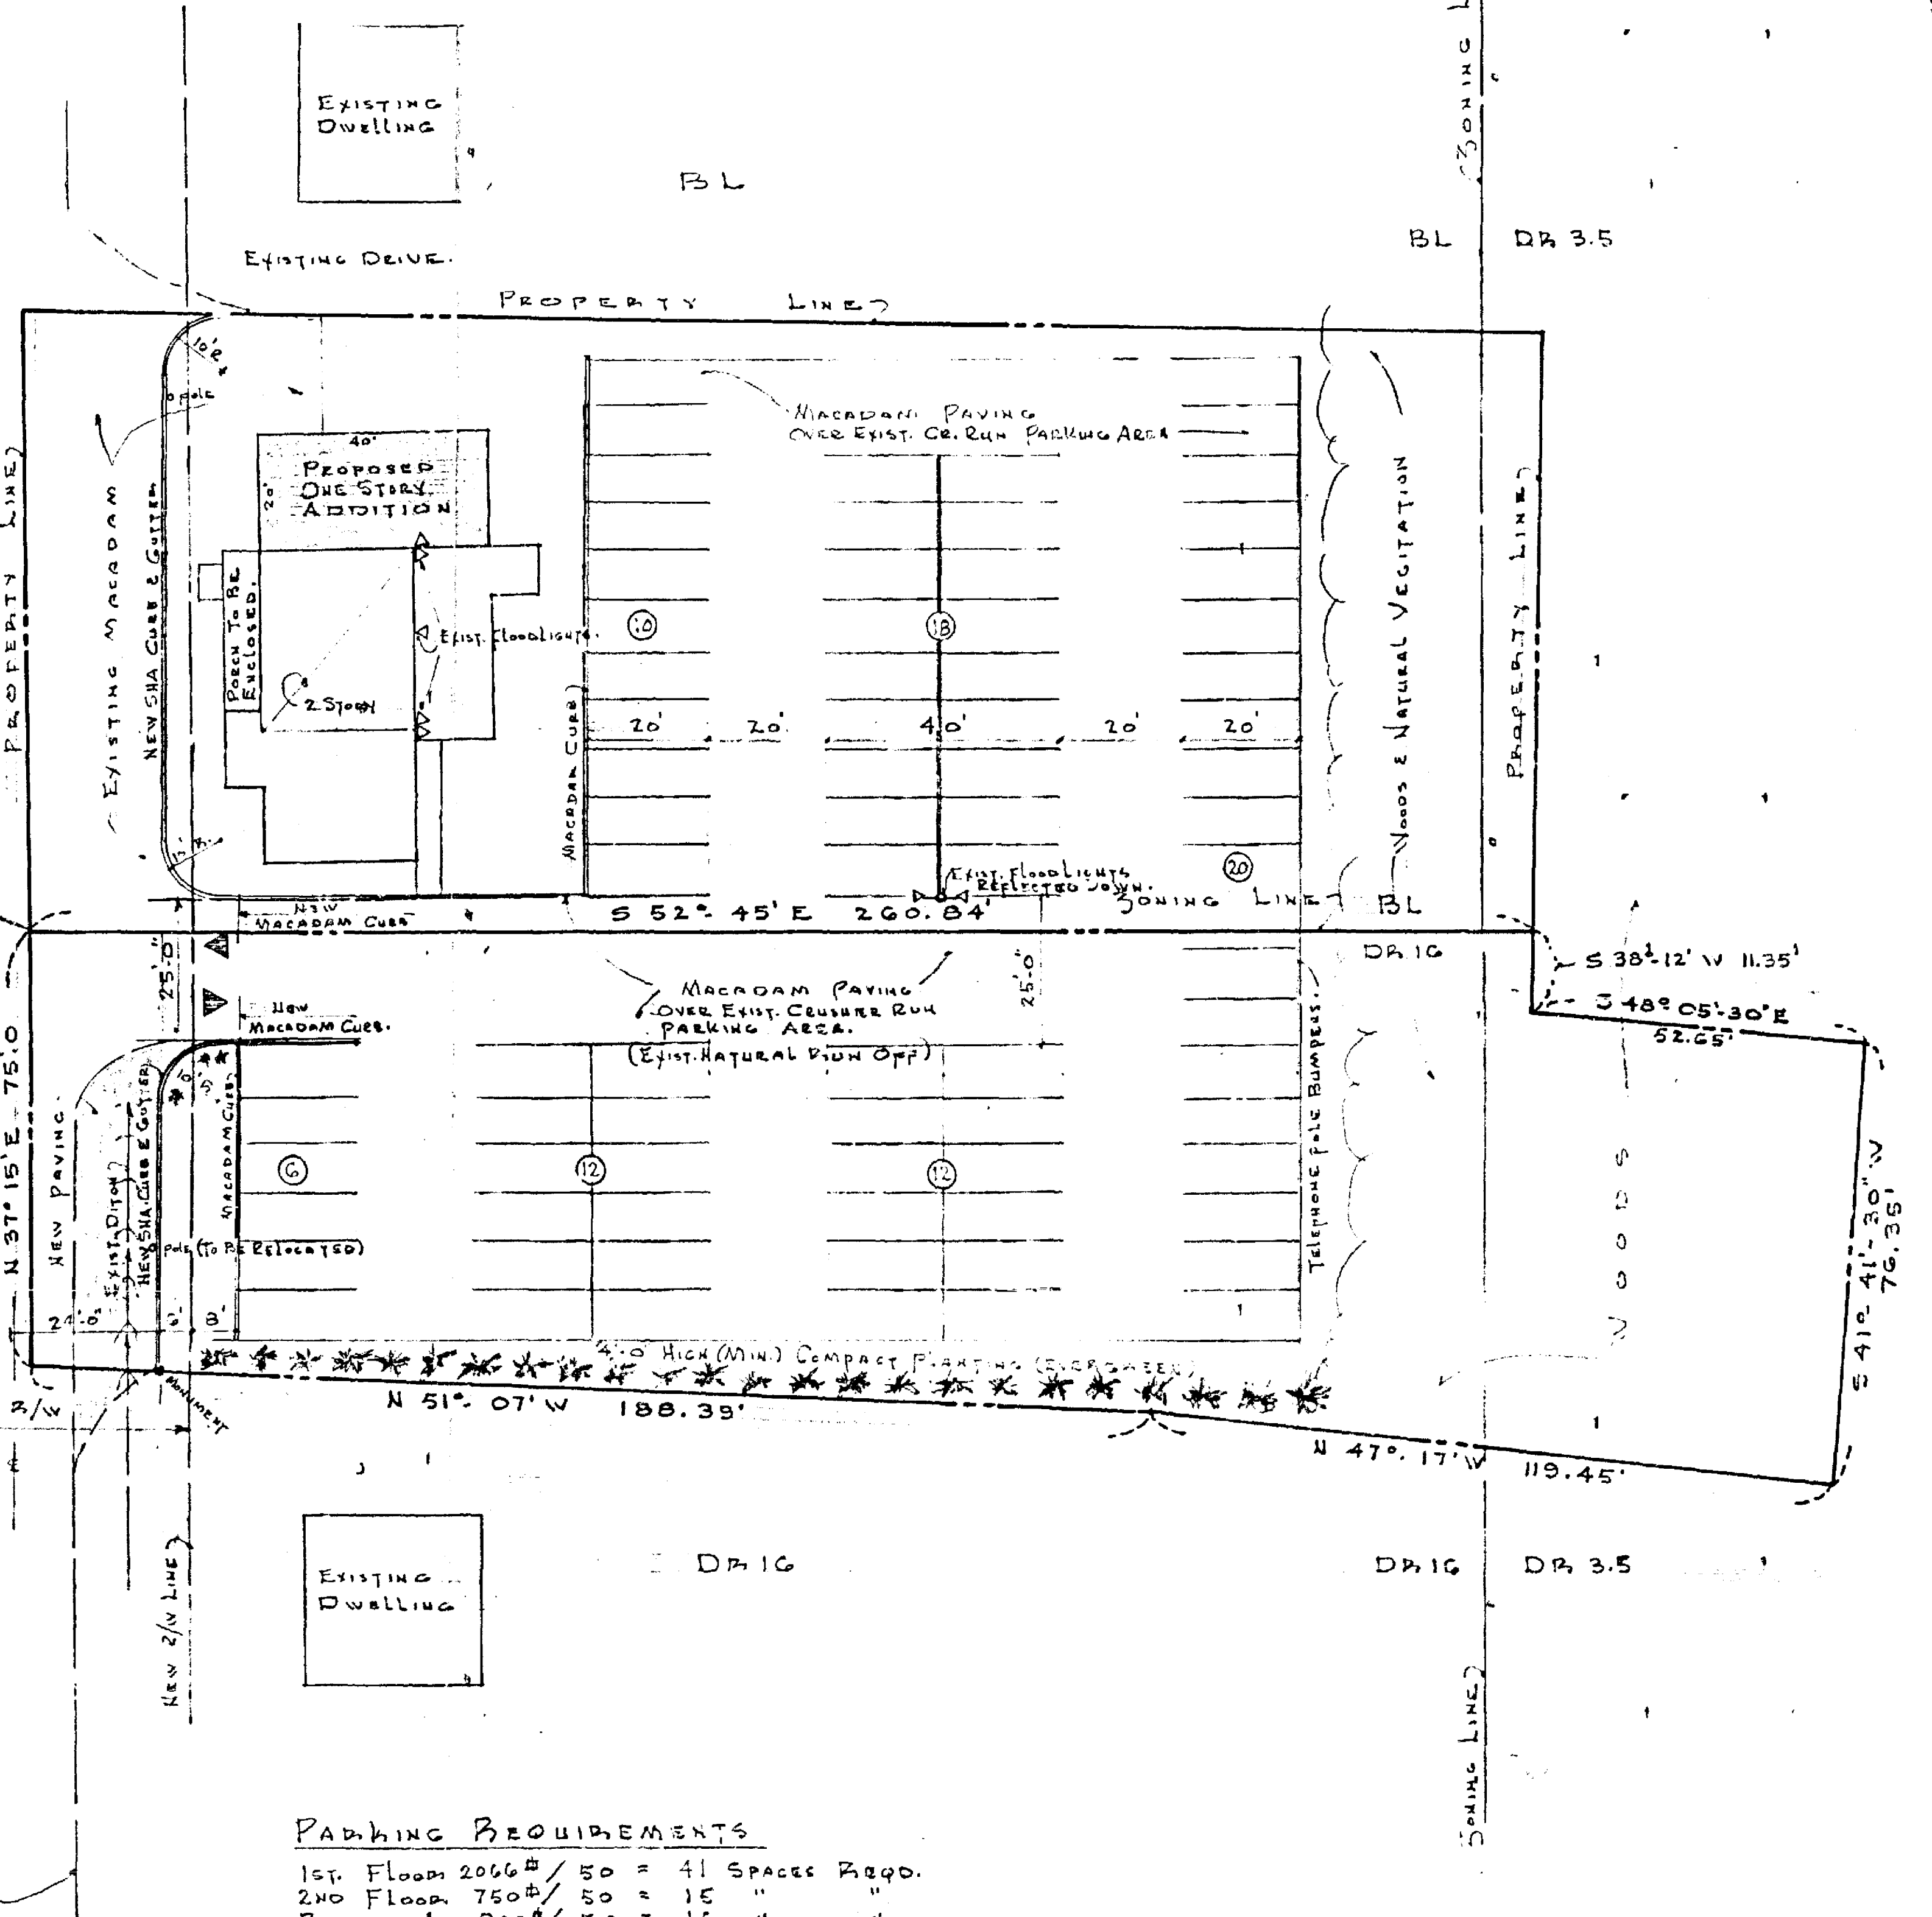 EXISTING
DWELLING
BL
(ZONING L
BL
DR 3.5
EXISTING DRIVE.
PROPERTY LINE
10'R
pole
MACADAM PAVING
OVER EXIST. CR. RUN PARKING AREA
40'
PROPOSED
ONE STORY
ADDITION
20'
PROPERTY LINE)
EXISTING MACADAM
NEW SHA CURB & GUTTER
PORCH TO BE
ENCLOSED.
EXIST. FLOODLIGHTS.
2 STORY
10
18
20
MACADAM CURB)
20' 20' 40' 20' 20'
WOODS & NATURAL VEGITATION
PROPERTY LINE
EXIST. FLOODLIGHTS
REFLECTED DOWN.
NEW
MACADAM CURB
S 52°- 45' E 260.84'
ZONING LINE
BL
DR 16
25'-0"
25'-0"
S 38°-12' W 11.35'
S 48° 05'-30" E
52.65'
MACADAM PAVING
OVER EXIST. CRUSHER RUN
PARKING AREA.
(EXIST. NATURAL RUN OFF)
NEW
MACADAM CURB.
N 37° 15' E 75.0
NEW PAVING.
EXIST. DITCH
NEW SHA. CURB & GUTTER
MACADAM CURB.
6
12
12
TELEPHONE POLE BUMPERS.
WOODS
S 41° 41'-30" W
76.35'
pole (TO BE RELOCATED)
6'
8'
4'-0" HIGH (MIN.) COMPACT PLANTING (EVERGREEN)
MONUMENT
R/W
N 51°. 07' W 188.39'
N 47°. 17' W 119.45'
NEW R/W LINE
EXISTING
DWELLING
DR 16
DR 16
DR 3.5
ZONING LINE
PARKING REQUIREMENTS
1ST. FLOOR 2066#/ 50 = 41 SPACES REQD.
2ND FLOOR 750#/ 50 = 15 " "